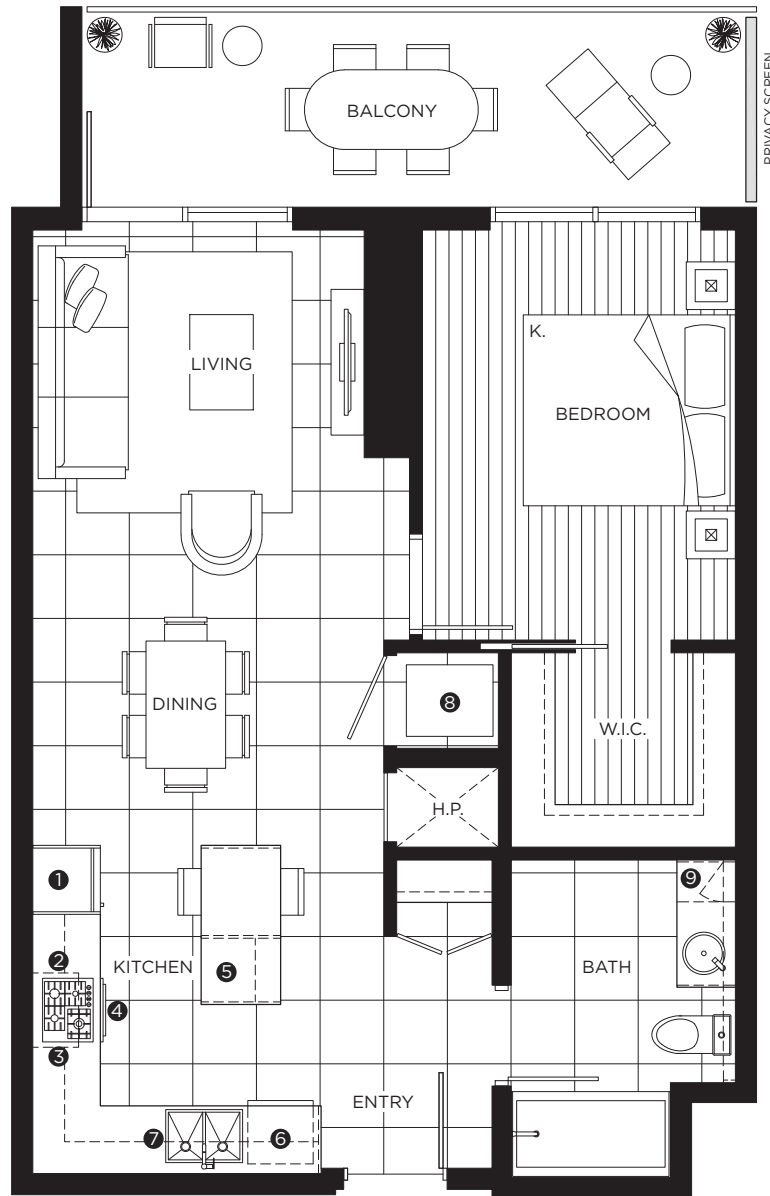 PRIVACY SCREEN
BALCONY
LIVING
K.
BEDROOM
DINING
8
W.I.C.
H.P.
1
9
2
KITCHEN
5
BATH
4
3
ENTRY
7
6